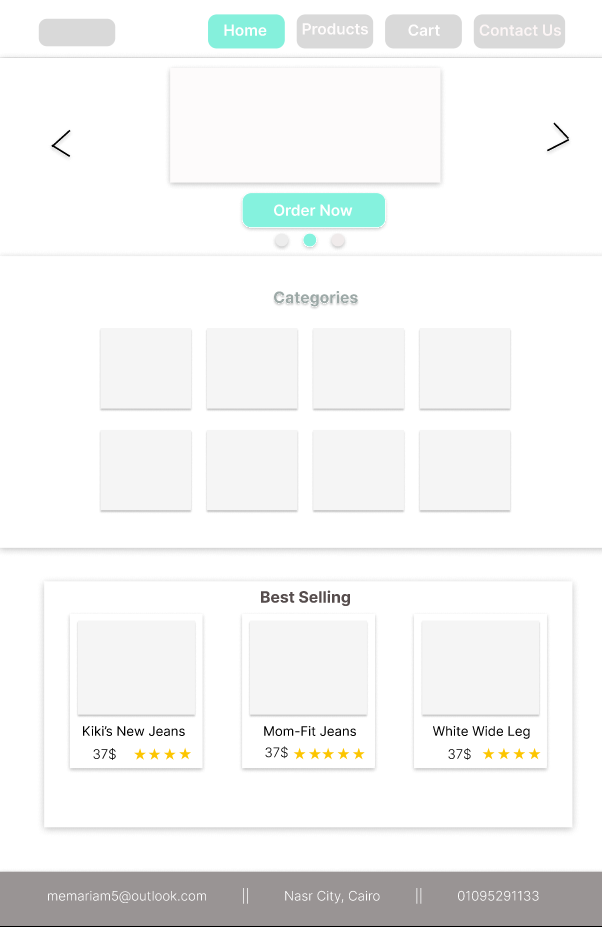 Home Products Cart Contact Us
Order Now
Categories
Best Selling
Kiki's New Jeans Mom-Fit Jeans White Wide Leg
37$ 37$ 37$
memariam5@outlook.com || Nasr City, Cairo || 01095291133